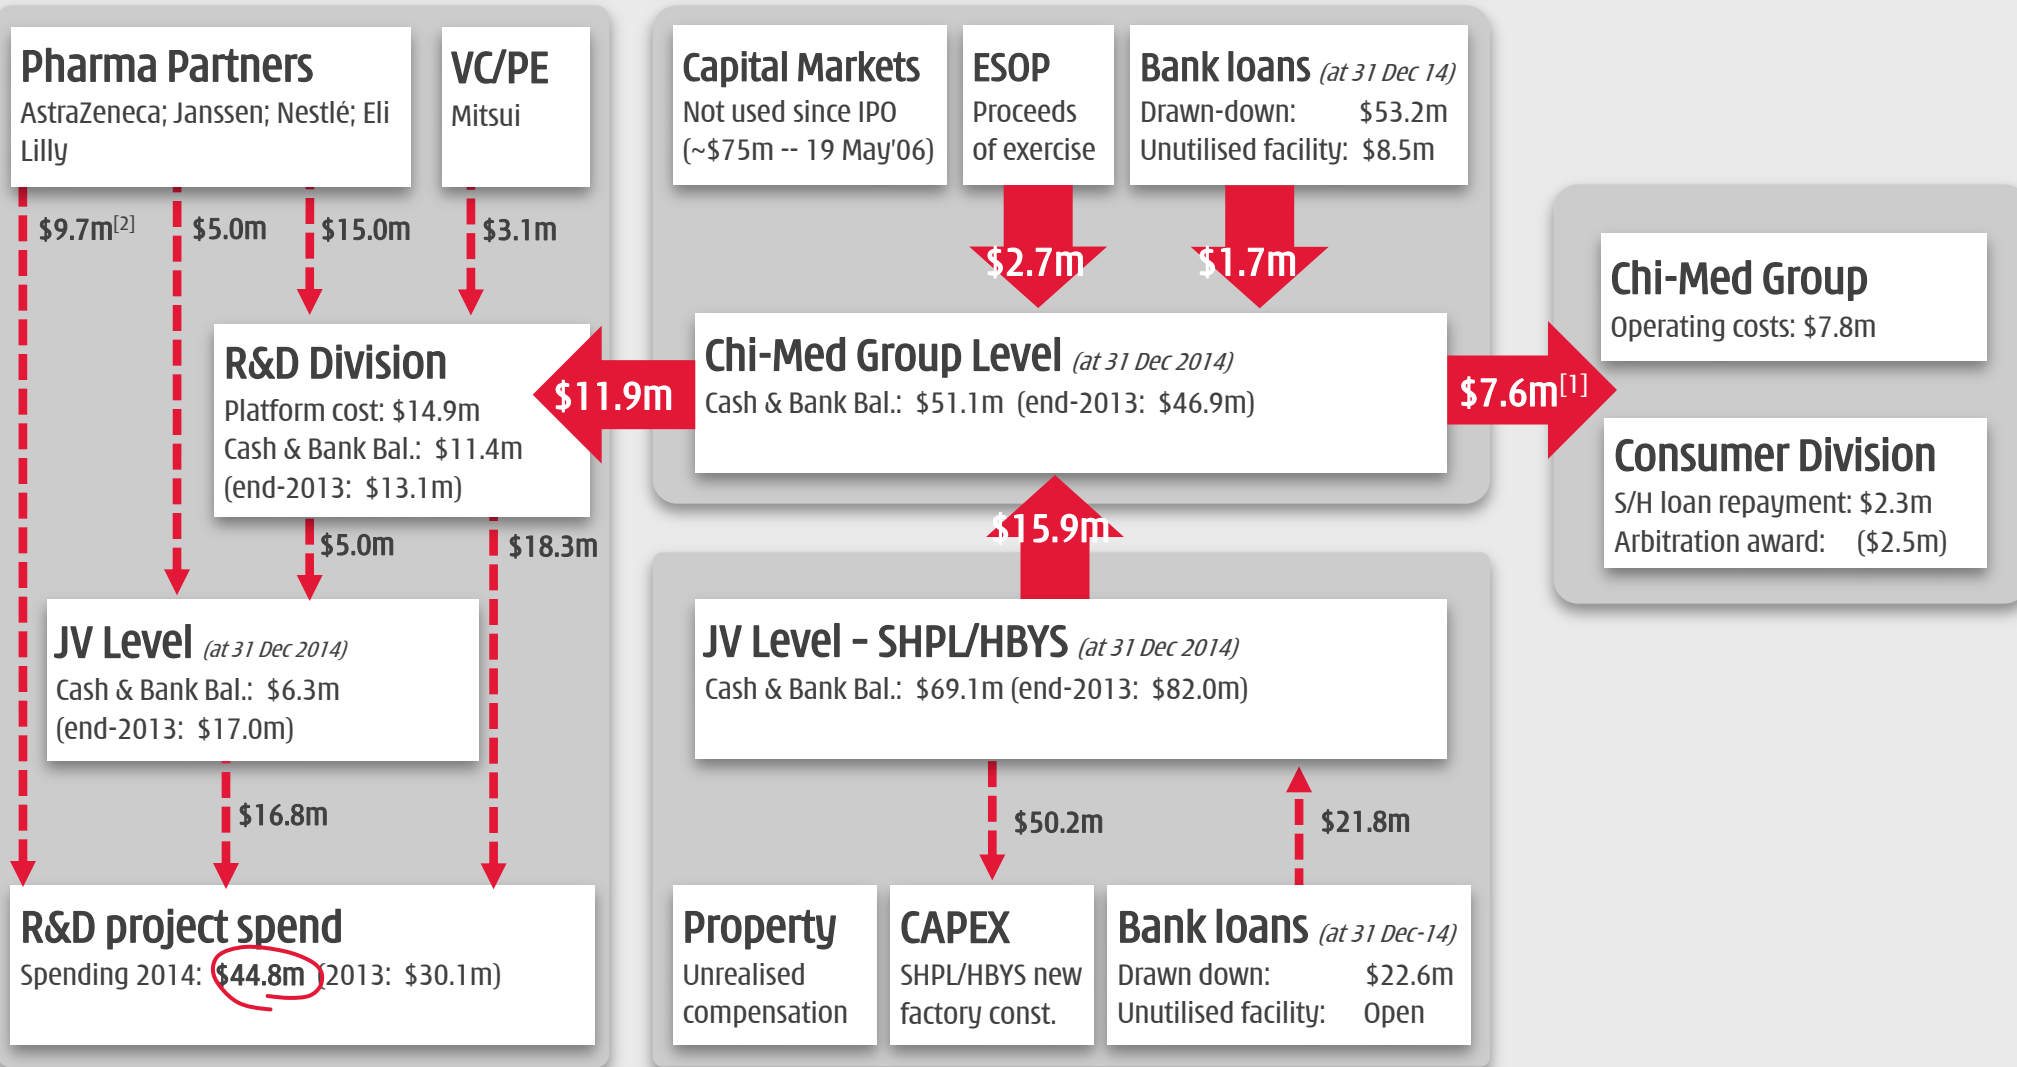 Pharma Partners
AstraZeneca; Janssen; Nestlé; Eli
Lilly
VC/PE
Mitsui
$9.7m[2]
$5.0m
$15.0m
$3.1m
R&D Division
Platform cost: $14.9m
Cash & Bank Bal.: $11.4m
(end-2013: $13.1m)
$5.0m
$18.3m
JV Level (at 31 Dec 2014)
Cash & Bank Bal.: $6.3m
(end-2013: $17.0m)
$16.8m
R&D project spend
Spending 2014: $44.8m (2013: $30.1m)
Capital Markets
Not used since IPO
(~$75m -- 19 May'06)
ESOP
Proceeds
of exercise
Bank loans (at 31 Dec 14)
Drawn-down: $53.2m
Unutilised facility: $8.5m
$2.7m
$1.7m
$11.9m
Chi-Med Group Level (at 31 Dec 2014)
Cash & Bank Bal.: $51.1m (end-2013: $46.9m)
$7.6m[1]
$15.9m
JV Level – SHPL/HBYS (at 31 Dec 2014)
Cash & Bank Bal.: $69.1m (end-2013: $82.0m)
$50.2m
$21.8m
Property
Unrealised
compensation
CAPEX
SHPL/HBYS new
factory const.
Bank loans (at 31 Dec-14)
Drawn down: $22.6m
Unutilised facility: Open
Chi-Med Group
Operating costs: $7.8m
Consumer Division
S/H loan repayment: $2.3m
Arbitration award: ($2.5m)